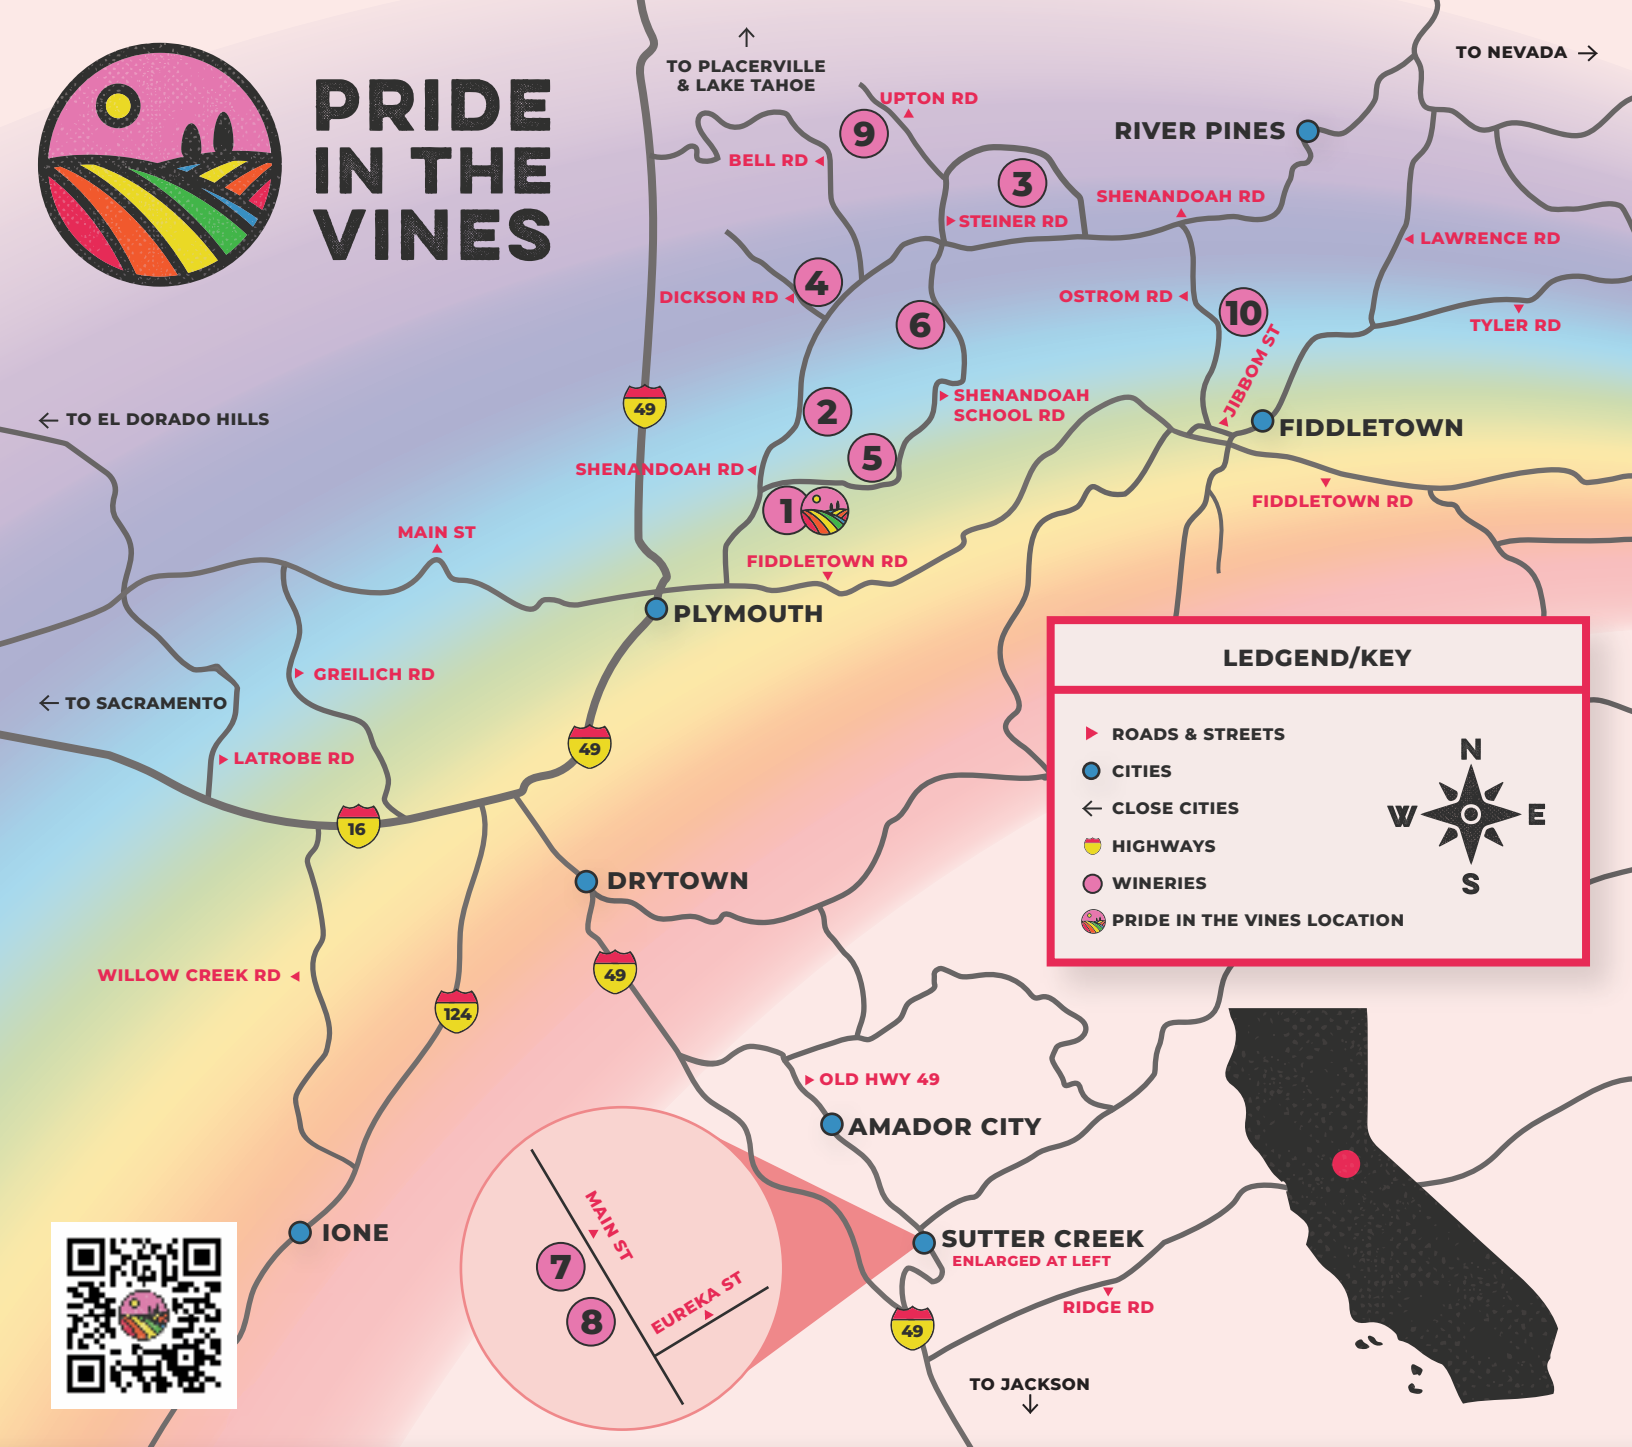 PRIDE
IN THE
VINES
↑
TO PLACERVILLE
& LAKE TAHOE
TO NEVADA →
UPTON RD
9
RIVER PINES
BELL RD
3
SHENANDOAH RD
STEINER RD
LAWRENCE RD
4
DICKSON RD
OSTROM RD
10
6
TYLER RD
JIBBOM ST
49
← TO EL DORADO HILLS
2
SHENANDOAH
SCHOOL RD
FIDDLETOWN
5
SHENANDOAH RD
FIDDLETOWN RD
1
MAIN ST
FIDDLETOWN RD
PLYMOUTH
GREILICH RD
← TO SACRAMENTO
49
LATROBE RD
16
LEDGEND/KEY
ROADS & STREETS
CITIES
← CLOSE CITIES
HIGHWAYS
WINERIES
PRIDE IN THE VINES LOCATION
N
W
E
S
DRYTOWN
49
WILLOW CREEK RD
124
OLD HWY 49
AMADOR CITY
IONE
MAIN ST
7
8
EUREKA ST
SUTTER CREEK
ENLARGED AT LEFT
RIDGE RD
49
TO JACKSON
↓